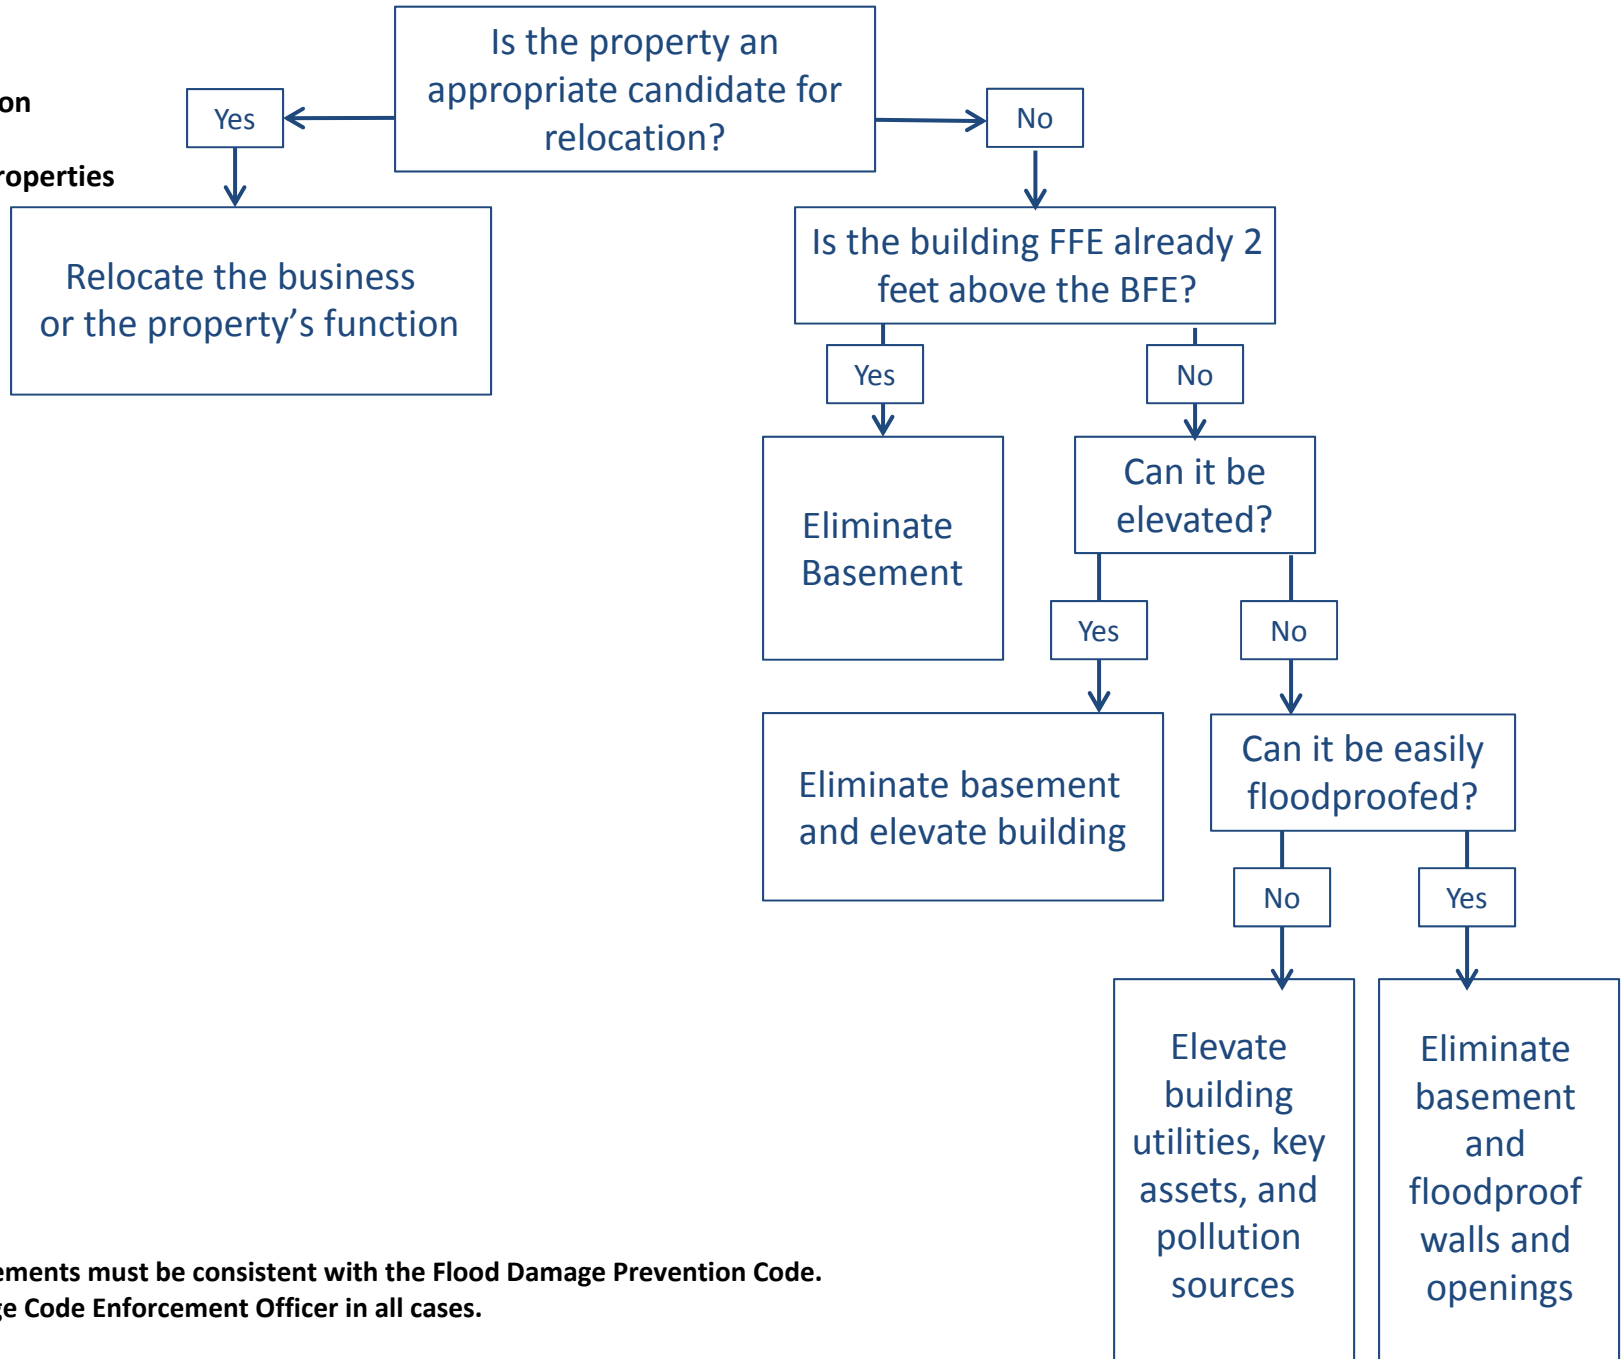 Is the property an
appropriate candidate for
relocation?
on
roperties
Yes
No
Relocate the business
or the property's function
Is the building FFE already 2
feet above the BFE?
Yes
No
Eliminate
Basement
Can it be
elevated?
Yes
No
Eliminate basement
and elevate building
Can it be easily
floodproofed?
No
Yes
Elevate
building
utilities, key
assets, and
pollution
sources
Eliminate
basement
and
floodproof
walls and
openings
ements must be consistent with the Flood Damage Prevention Code.
ge Code Enforcement Officer in all cases.